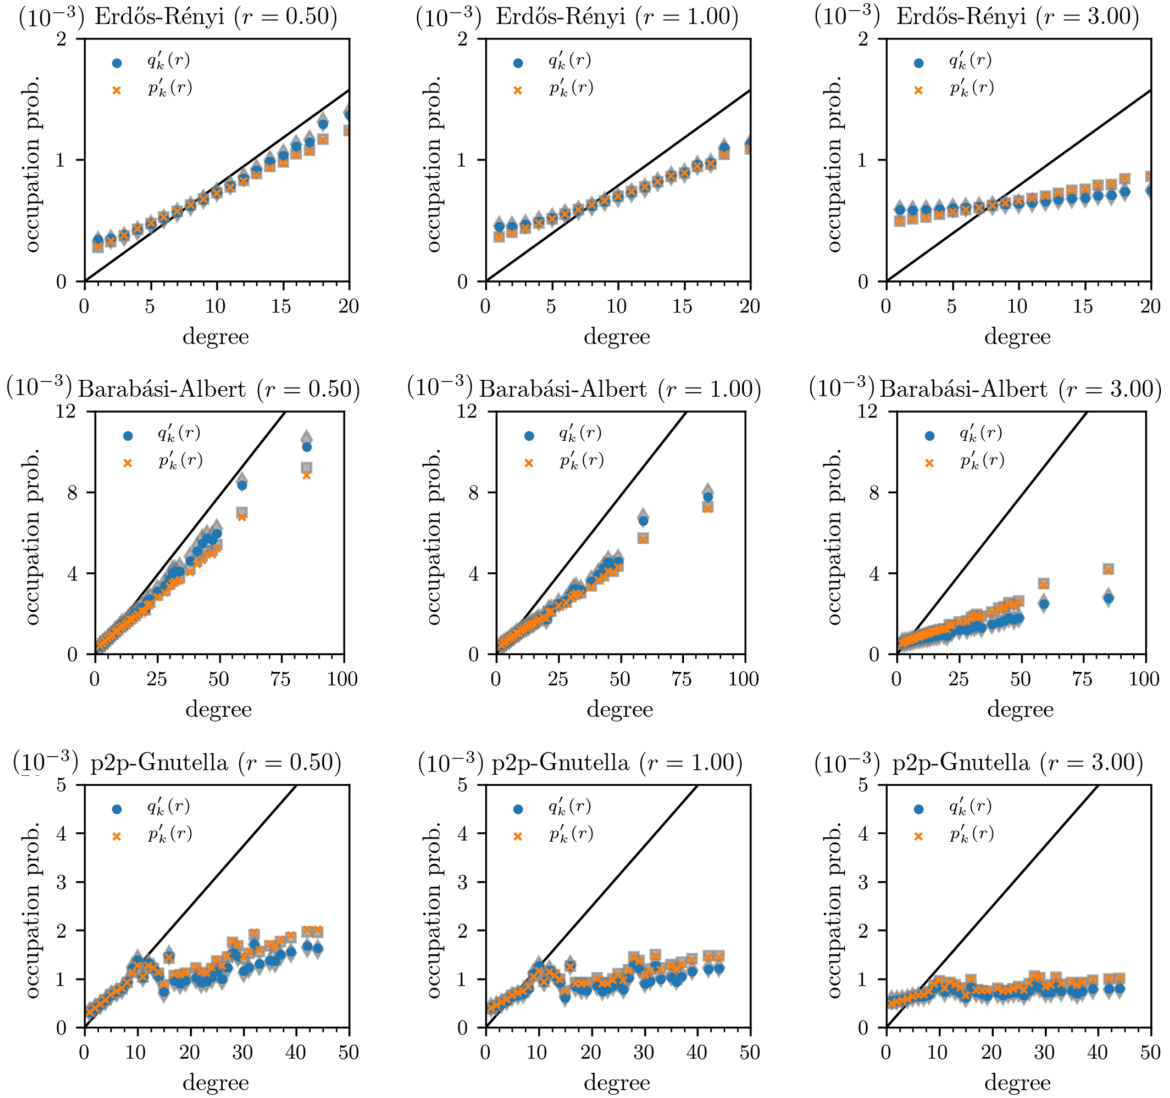 (10⁻³) Erdős-Rényi (r = 0.50)
occupation prob.
2
1
0
q′ₖ(r)
p′ₖ(r)
0 5 10 15 20
degree
(10⁻³) Erdős-Rényi (r = 1.00)
occupation prob.
2
1
0
q′ₖ(r)
p′ₖ(r)
0 5 10 15 20
degree
(10⁻³) Erdős-Rényi (r = 3.00)
occupation prob.
2
1
0
q′ₖ(r)
p′ₖ(r)
0 5 10 15 20
degree
(10⁻³) Barabási-Albert (r = 0.50)
occupation prob.
12
8
4
0
q′ₖ(r)
p′ₖ(r)
0 25 50 75 100
degree
(10⁻³) Barabási-Albert (r = 1.00)
occupation prob.
12
8
4
0
q′ₖ(r)
p′ₖ(r)
0 25 50 75 100
degree
(10⁻³) Barabási-Albert (r = 3.00)
occupation prob.
12
8
4
0
q′ₖ(r)
p′ₖ(r)
0 25 50 75 100
degree
(10⁻³) p2p-Gnutella (r = 0.50)
occupation prob.
5
4
3
2
1
0
q′ₖ(r)
p′ₖ(r)
0 10 20 30 40 50
degree
(10⁻³) p2p-Gnutella (r = 1.00)
occupation prob.
5
4
3
2
1
0
q′ₖ(r)
p′ₖ(r)
0 10 20 30 40 50
degree
(10⁻³) p2p-Gnutella (r = 3.00)
occupation prob.
5
4
3
2
1
0
q′ₖ(r)
p′ₖ(r)
0 10 20 30 40 50
degree